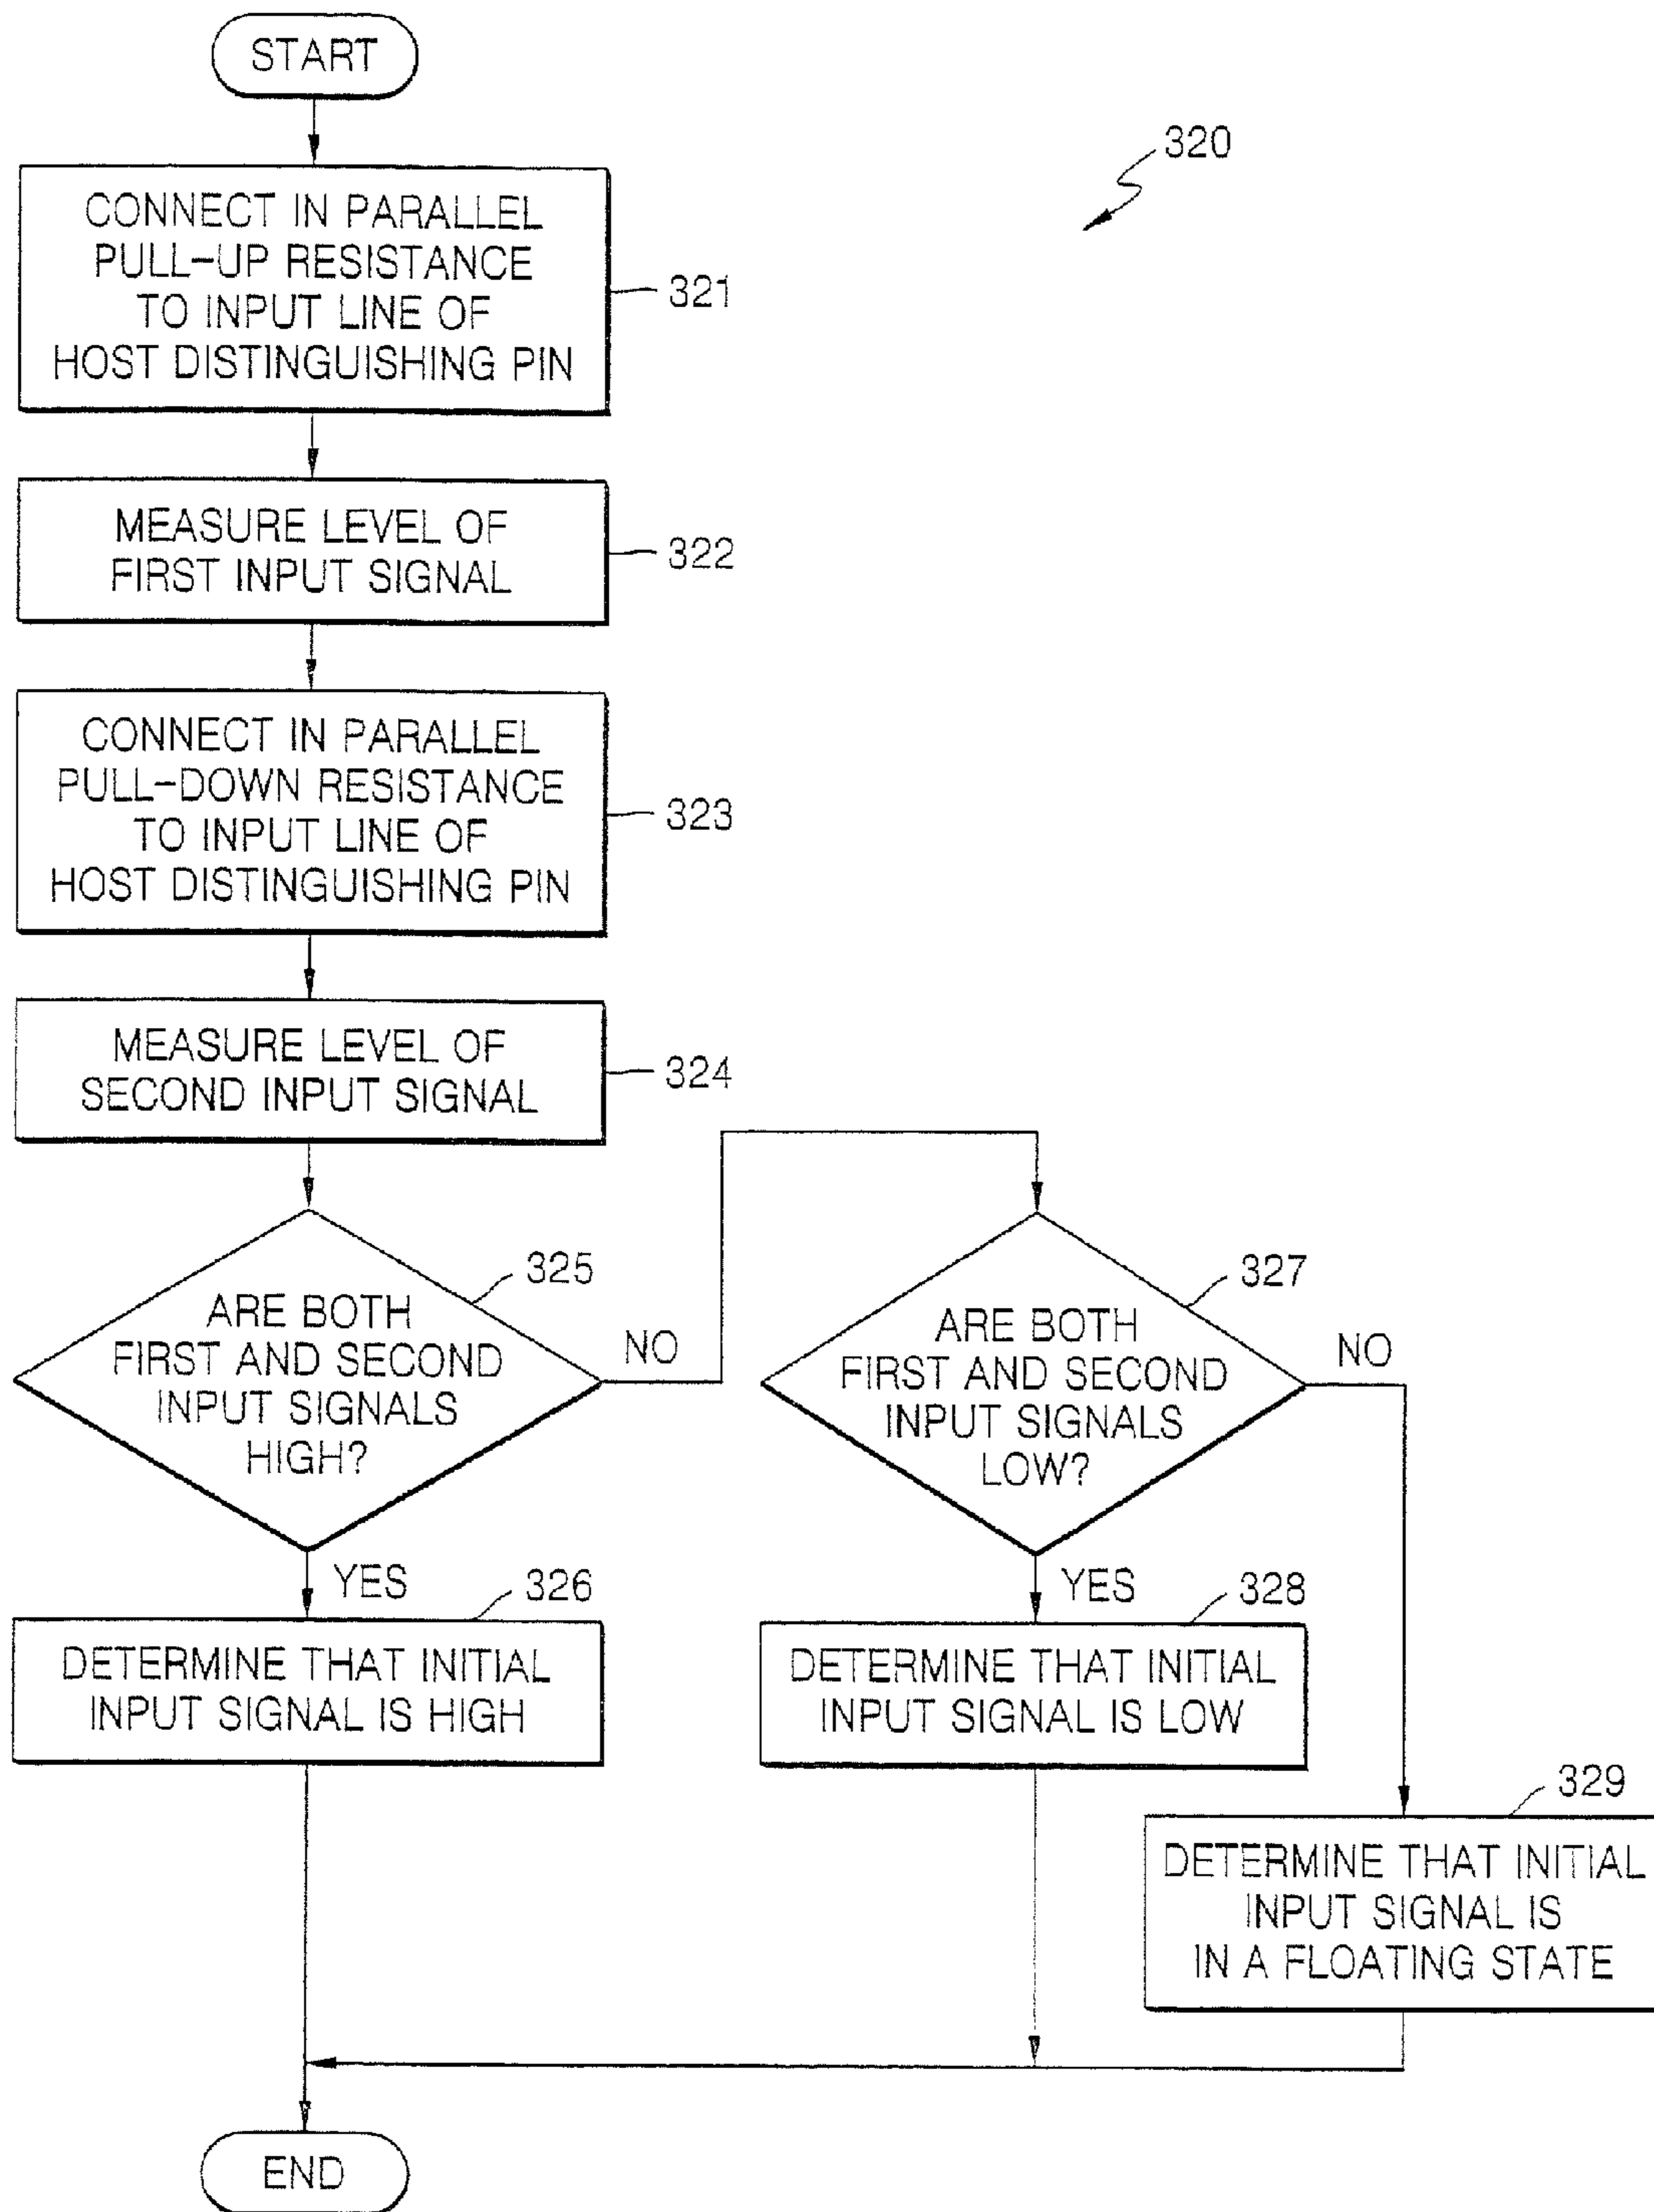 START
320
CONNECT IN PARALLEL
PULL-UP RESISTANCE
TO INPUT LINE OF
HOST DISTINGUISHING PIN
321
MEASURE LEVEL OF
FIRST INPUT SIGNAL
322
CONNECT IN PARALLEL
PULL-DOWN RESISTANCE
TO INPUT LINE OF
HOST DISTINGUISHING PIN
323
MEASURE LEVEL OF
SECOND INPUT SIGNAL
324
325
ARE BOTH
FIRST AND SECOND
INPUT SIGNALS
HIGH?
NO
YES
327
ARE BOTH
FIRST AND SECOND
INPUT SIGNALS
LOW?
NO
YES
326
DETERMINE THAT INITIAL
INPUT SIGNAL IS HIGH
328
DETERMINE THAT INITIAL
INPUT SIGNAL IS LOW
329
DETERMINE THAT INITIAL
INPUT SIGNAL IS
IN A FLOATING STATE
END